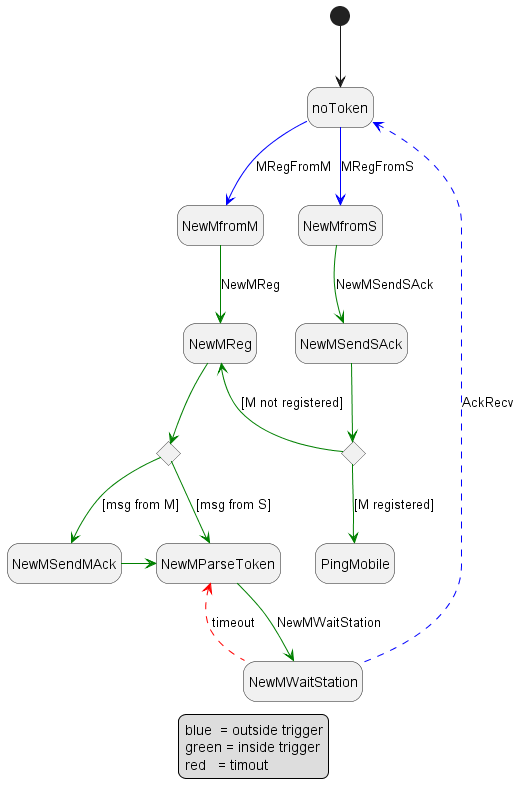 noToken
MRegFromM
MRegFromS
NewMfromM
NewMfromS
NewMReg
NewMSendSAck
NewMReg
NewMSendSAck
[M not registered]
AckRecv
[msg from M]
[msg from S]
[M registered]
NewMSendMAck
NewMParseToken
PingMobile
timeout
NewMWaitStation
NewMWaitStation
blue = outside trigger
green = inside trigger
red = timout